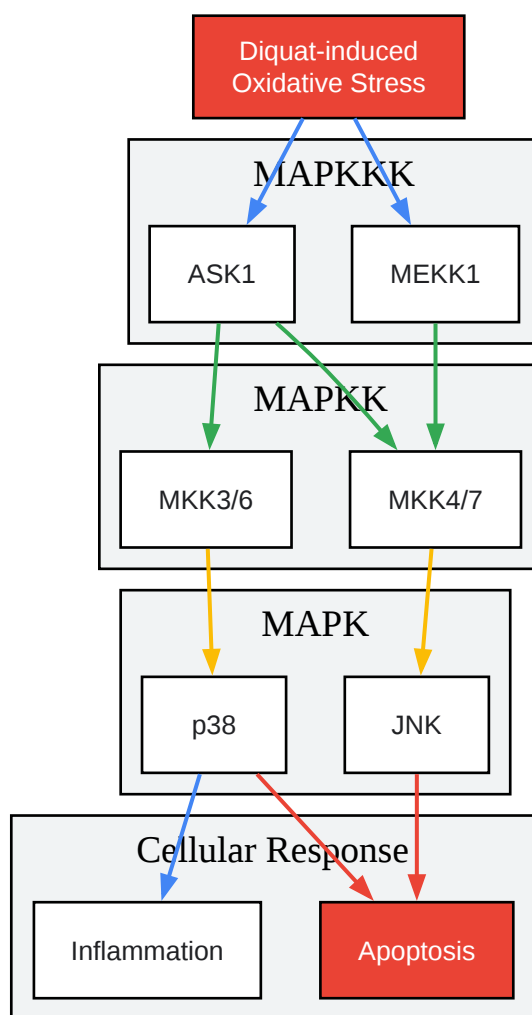 Diquat-induced
Oxidative Stress
MAPKKK
ASK1
MEKK1
MAPKK
MKK3/6
MKK4/7
MAPK
p38
JNK
Cellular Response
Inflammation
Apoptosis